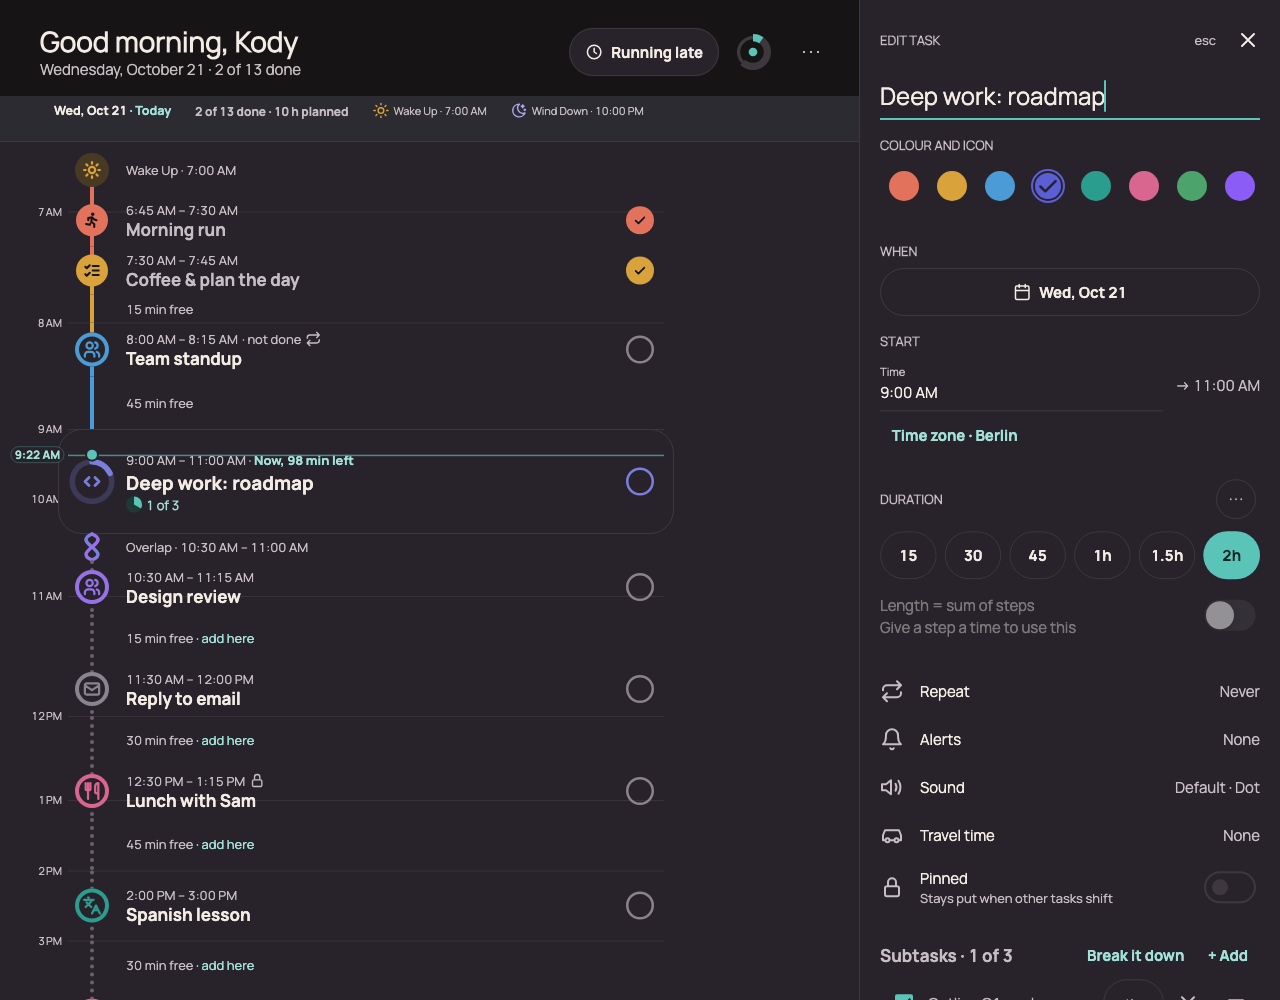 Good morning, Kody
Wednesday, October 21 · 2 of 13 done
Running late
Wed, Oct 21 · Today
2 of 13 done · 10 h planned
Wake Up · 7:00 AM
Wind Down · 10:00 PM
Wake Up · 7:00 AM
7 AM
6:45 AM – 7:30 AM
Morning run
7:30 AM – 7:45 AM
Coffee & plan the day
15 min free
8 AM
8:00 AM – 8:15 AM · not done
Team standup
45 min free
9 AM
9:22 AM
9:00 AM – 11:00 AM · Now, 98 min left
Deep work: roadmap
10 AM
1 of 3
Overlap · 10:30 AM – 11:00 AM
10:30 AM – 11:15 AM
11 AM
Design review
15 min free · add here
11:30 AM – 12:00 PM
Reply to email
12 PM
30 min free · add here
12:30 PM – 1:15 PM
1 PM
Lunch with Sam
45 min free · add here
2 PM
2:00 PM – 3:00 PM
Spanish lesson
3 PM
30 min free · add here
EDIT TASK
esc
Deep work: roadmap
COLOUR AND ICON
WHEN
Wed, Oct 21
START
Time
9:00 AM
→ 11:00 AM
Time zone · Berlin
DURATION
15
30
45
1h
1.5h
2h
Length = sum of steps
Give a step a time to use this
Repeat
Never
Alerts
None
Sound
Default · Dot
Travel time
None
Pinned
Stays put when other tasks shift
Subtasks · 1 of 3
Break it down
+ Add